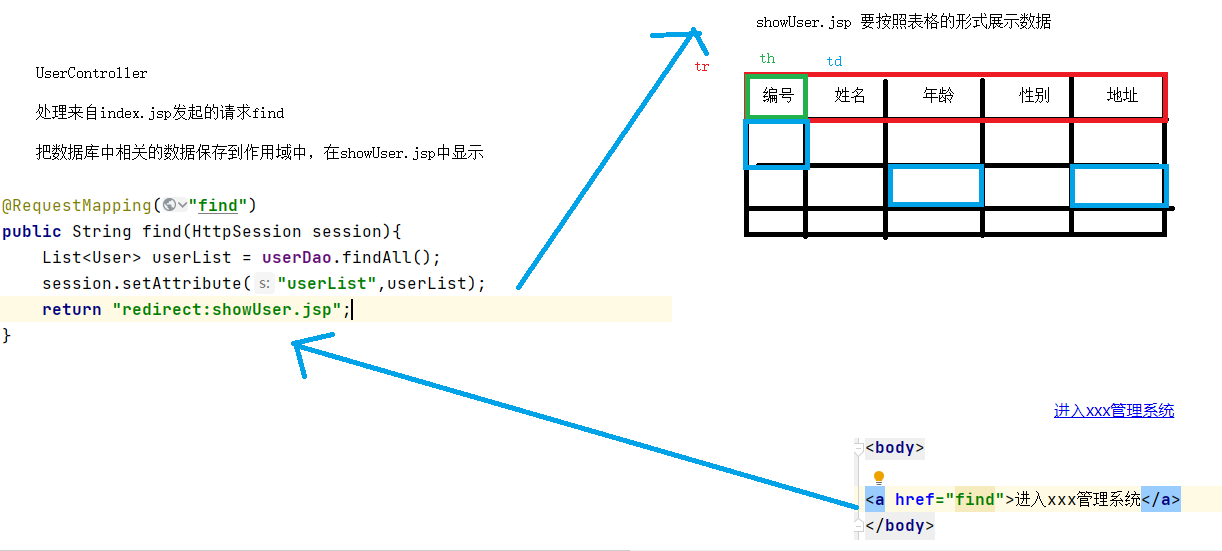 showUser.jsp 要按照表格的形式展示数据
tr
th
td
编号 姓名 年龄 性别 地址
UserController
处理来自index.jsp发起的请求find
把数据库中相关的数据保存到作用域中，在showUser.jsp中显示
@RequestMapping("find")
public String find(HttpSession session){
List<User> userList = userDao.findAll();
session.setAttribute( s: "userList",userList);
return "redirect:showUser.jsp";
}
进入xxx管理系统
<body>
<a href="find">进入xxx管理系统</a>
</body>